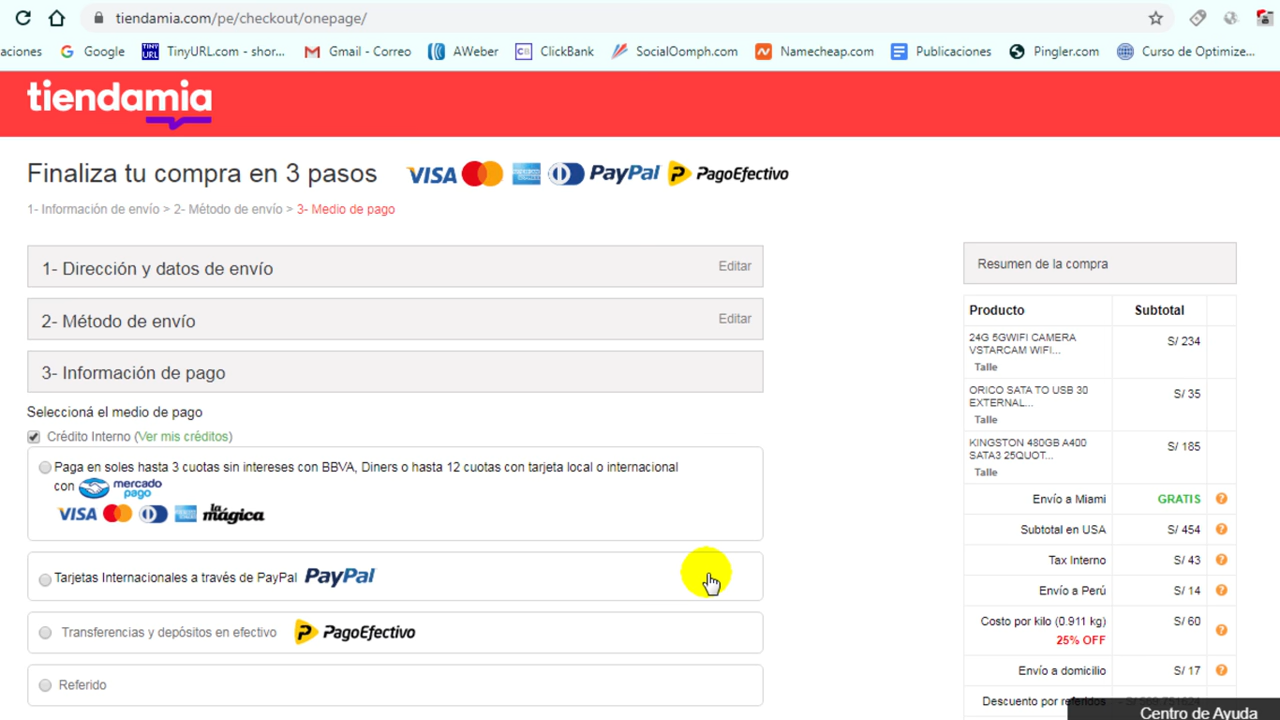 tiendamia.com/pe/checkout/onepage/
aciones Google TinyURL.com - shor... Gmail - Correo AWeber ClickBank SocialOomph.com Namecheap.com Publicaciones Pingler.com Curso de Optimize...
tiendamia
Finaliza tu compra en 3 pasos VISA PayPal PagoEfectivo
1- Información de envío > 2- Método de envío > 3- Medio de pago
1- Dirección y datos de envío Editar
2- Método de envío Editar
3- Información de pago
Seleccioná el medio de pago
Crédito Interno (Ver mis créditos)
Paga en soles hasta 3 cuotas sin intereses con BBVA, Diners o hasta 12 cuotas con tarjeta local o internacional
con mercado pago
VISA la mágica
Tarjetas Internacionales a través de PayPal PayPal
Transferencias y depósitos en efectivo PagoEfectivo
Referido
Resumen de la compra
Producto Subtotal
24G 5GWIFI CAMERA
VSTARCAM WIFI... S/ 234
Talle
ORICO SATA TO USB 30
EXTERNAL... S/ 35
Talle
KINGSTON 480GB A400
SATA3 25QUOT... S/ 185
Talle
Envío a Miami GRATIS
Subtotal en USA S/ 454
Tax Interno S/ 43
Envío a Perú S/ 14
Costo por kilo (0.911 kg) S/ 60
25% OFF
Envío a domicilio S/ 17
Descuento por referidos
Centro de Ayuda